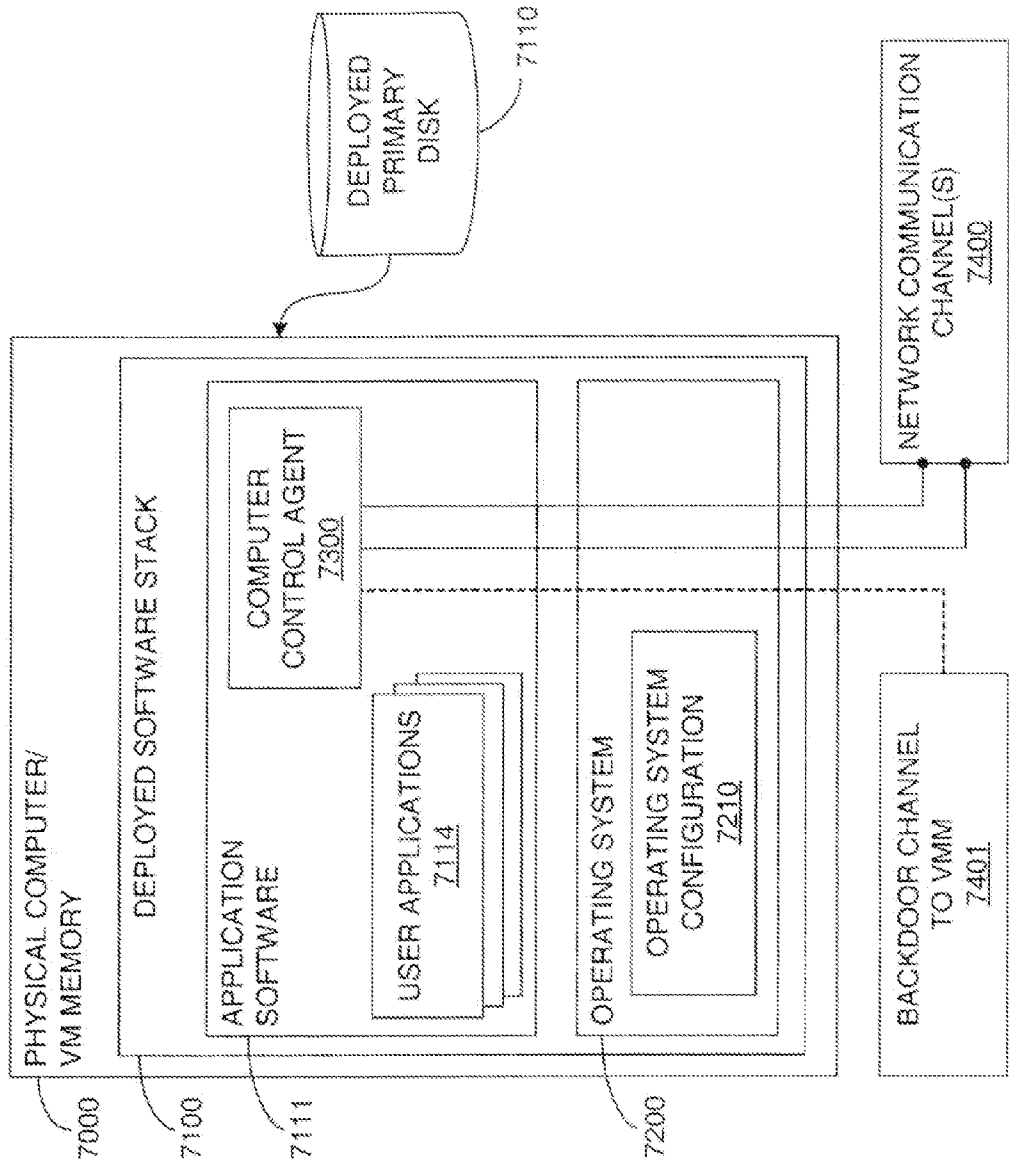 7000
PHYSICAL COMPUTER/
VM MEMORY
7100
DEPLOYED SOFTWARE STACK
7111
APPLICATION
SOFTWARE
USER APPLICATIONS
7114
COMPUTER
CONTROL AGENT
7300
7200
OPERATING SYSTEM
OPERATING SYSTEM
CONFIGURATION
7210
DEPLOYED
PRIMARY
DISK
7110
BACKDOOR CHANNEL
TO VMM
7401
NETWORK COMMUNICATION
CHANNEL(S)
7400